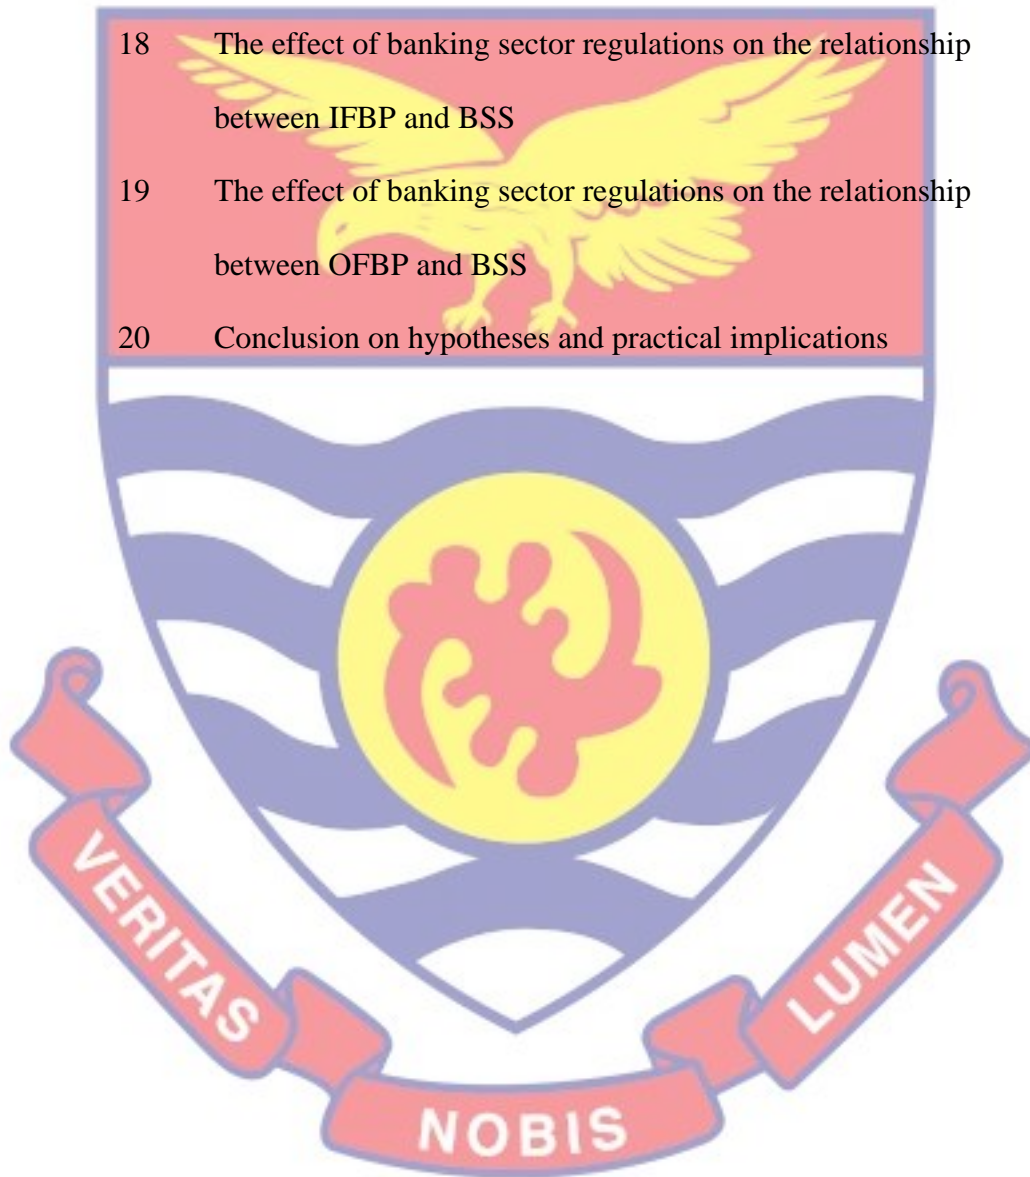 18 The effect of banking sector regulations on the relationship
between IFBP and BSS
19 The effect of banking sector regulations on the relationship
between OFBP and BSS
20 Conclusion on hypotheses and practical implications
VERITAS
NOBIS
LUMEN